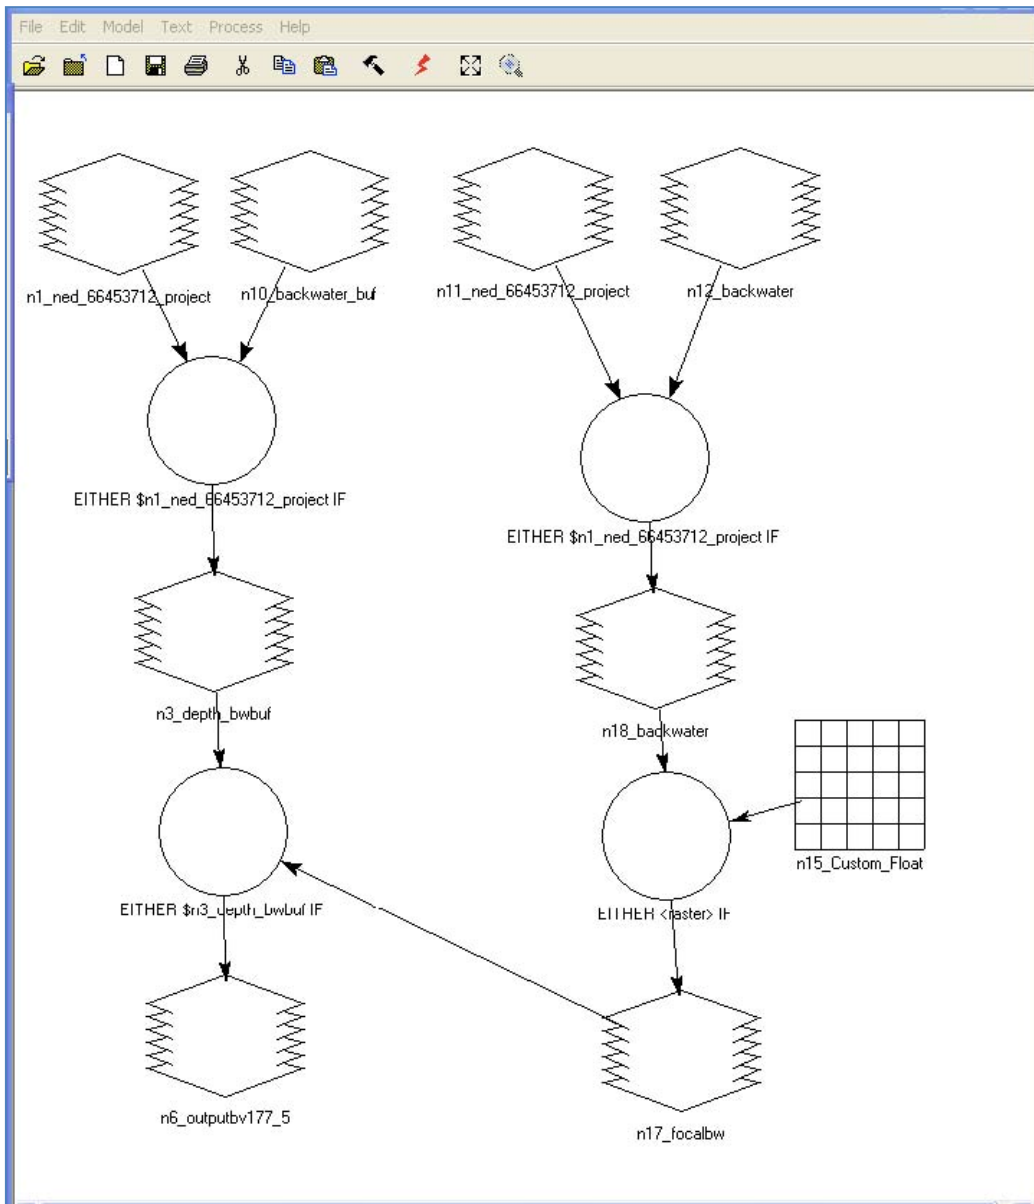 File Edit Model Text Process Help
n1_ned_66453712_project
n10_backwater_buf
n11_ned_66453712_project
n12_backwater
EITHER $n1_ned_66453712_project IF
EITHER $n1_ned_66453712_project IF
n3_depth_bwbuf
n18_backwater
n15_Custom_Float
EITHER $n3_depth_bwbuf IF
EITHER <raster> IF
n6_outputbv177_5
n17_focalbw